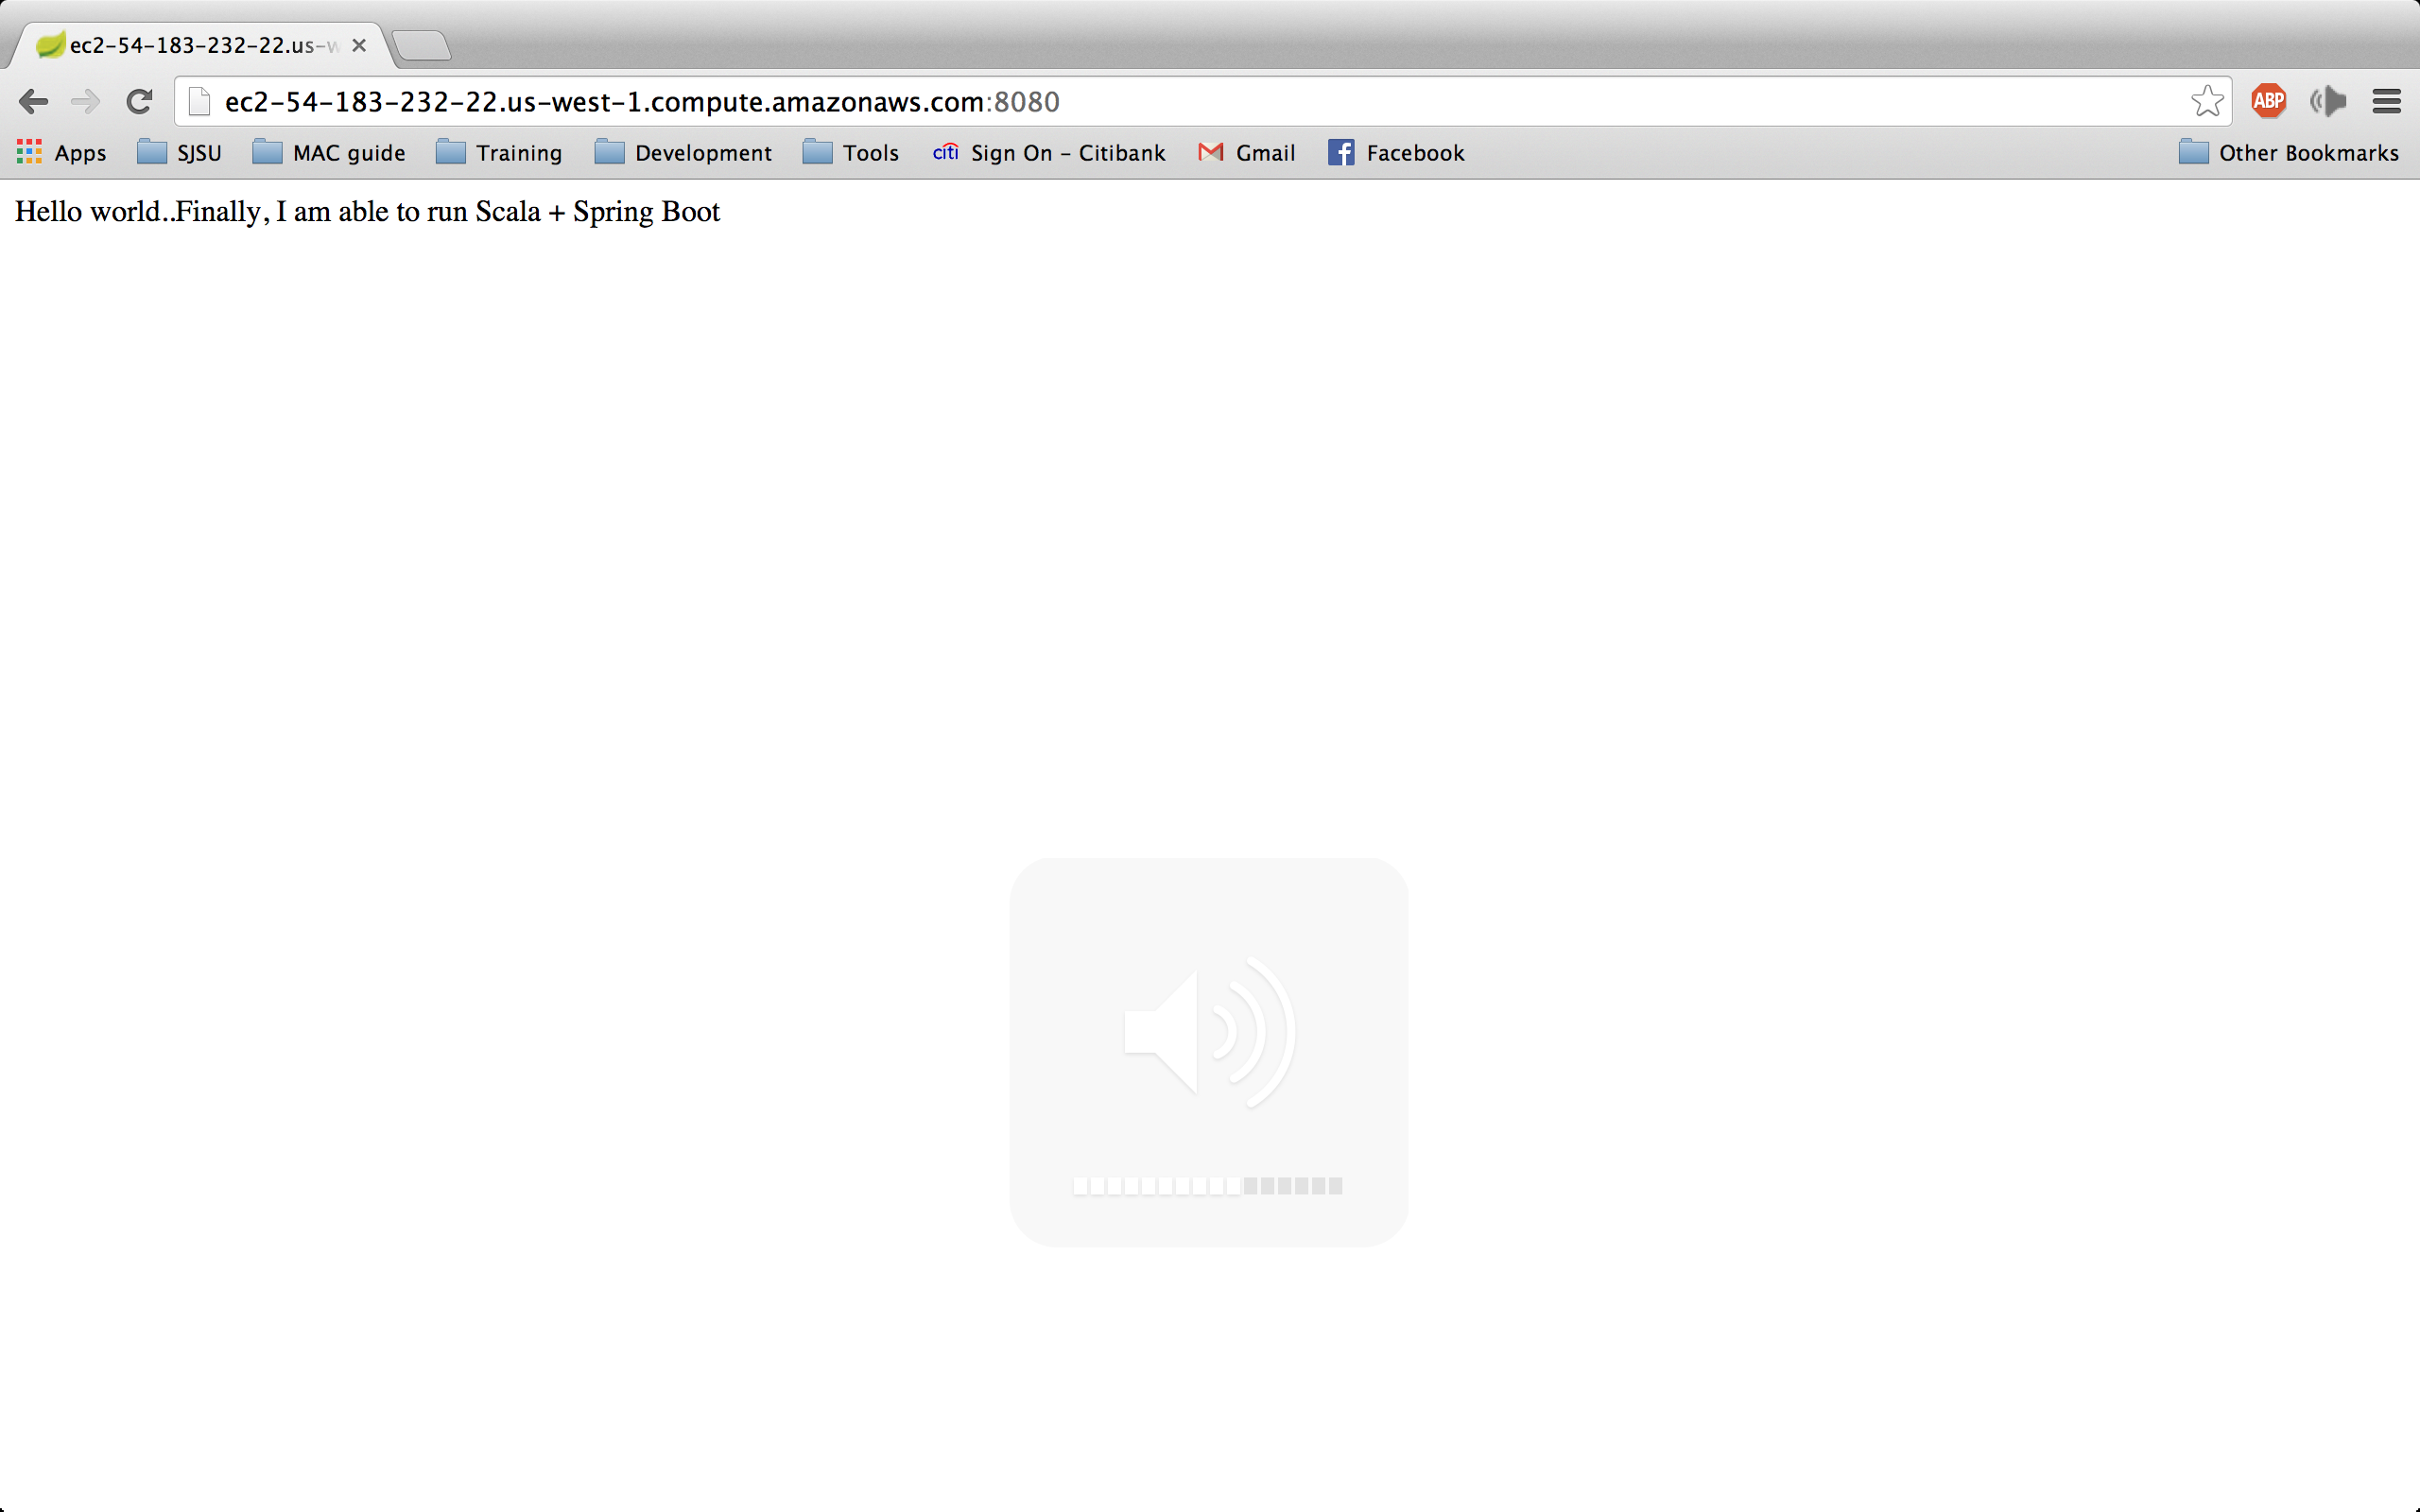 ec2-54-183-232-22.us-w
ec2-54-183-232-22.us-west-1.compute.amazonaws.com:8080
ABP
Apps SJSU MAC guide Training Development Tools citi Sign On - Citibank Gmail Facebook Other Bookmarks
Hello world..Finally, I am able to run Scala + Spring Boot